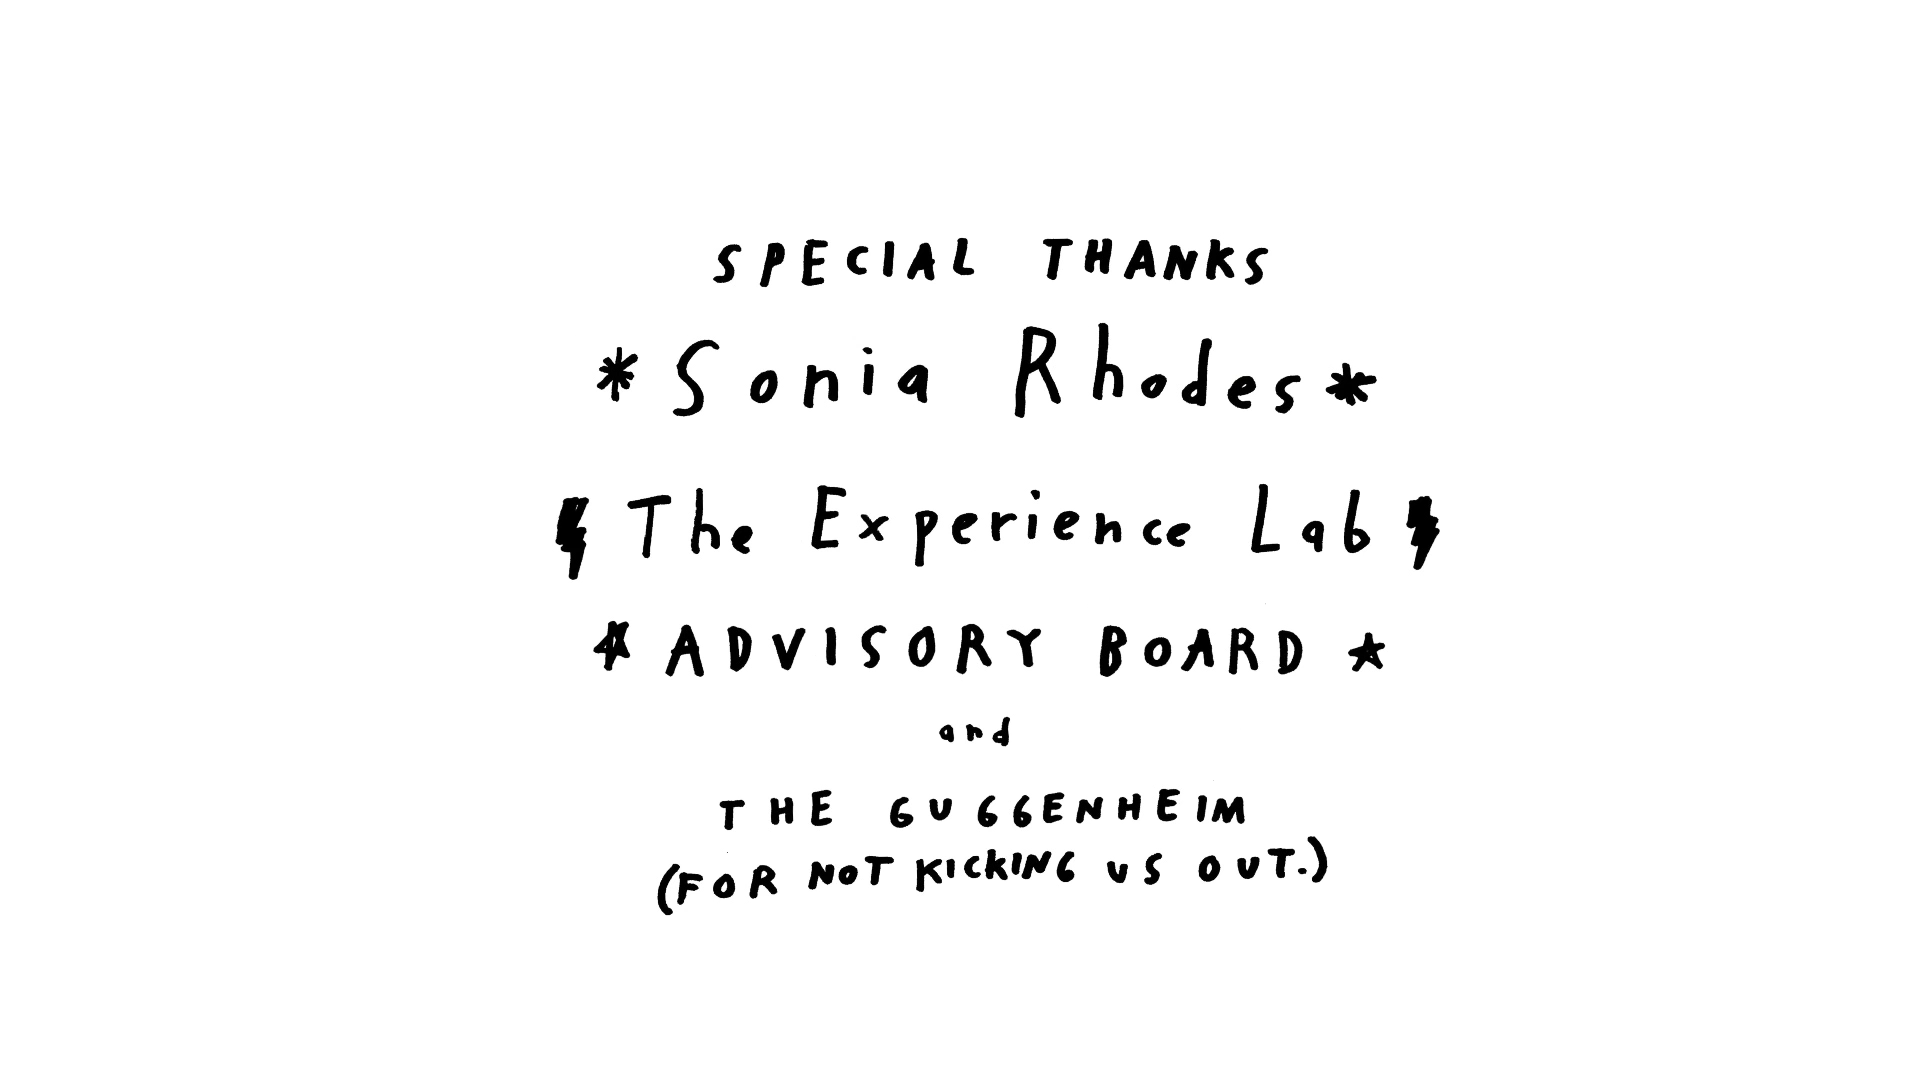 SPECIAL THANKS
* Sonia Rhodes *
The Experience Lab
★ ADVISORY BOARD ★
and
THE GUGGENHEIM
(FOR NOT KICKING US OUT.)